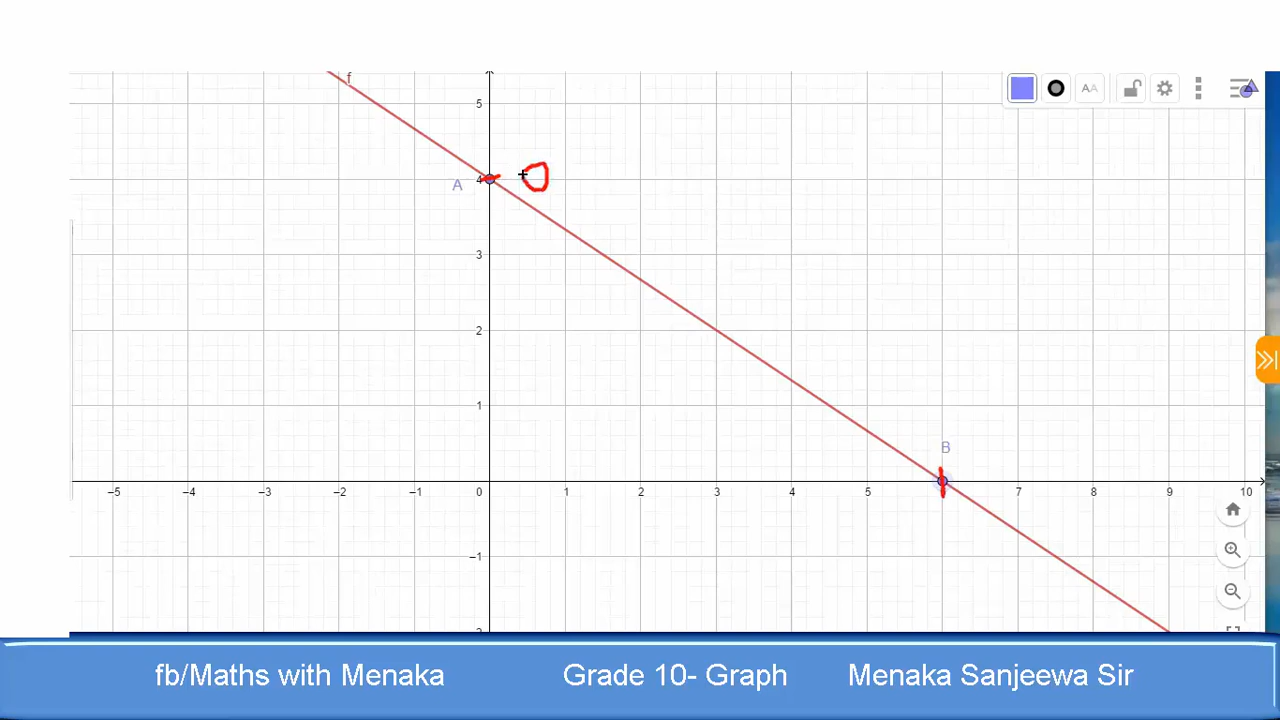 f
5
4
A
3
2
1
B
−5 −4 −3 −2 −1 0 1 2 3 4 5 7 8 9 10
−1
AA
fb/Maths with Menaka Grade 10- Graph Menaka Sanjeewa Sir